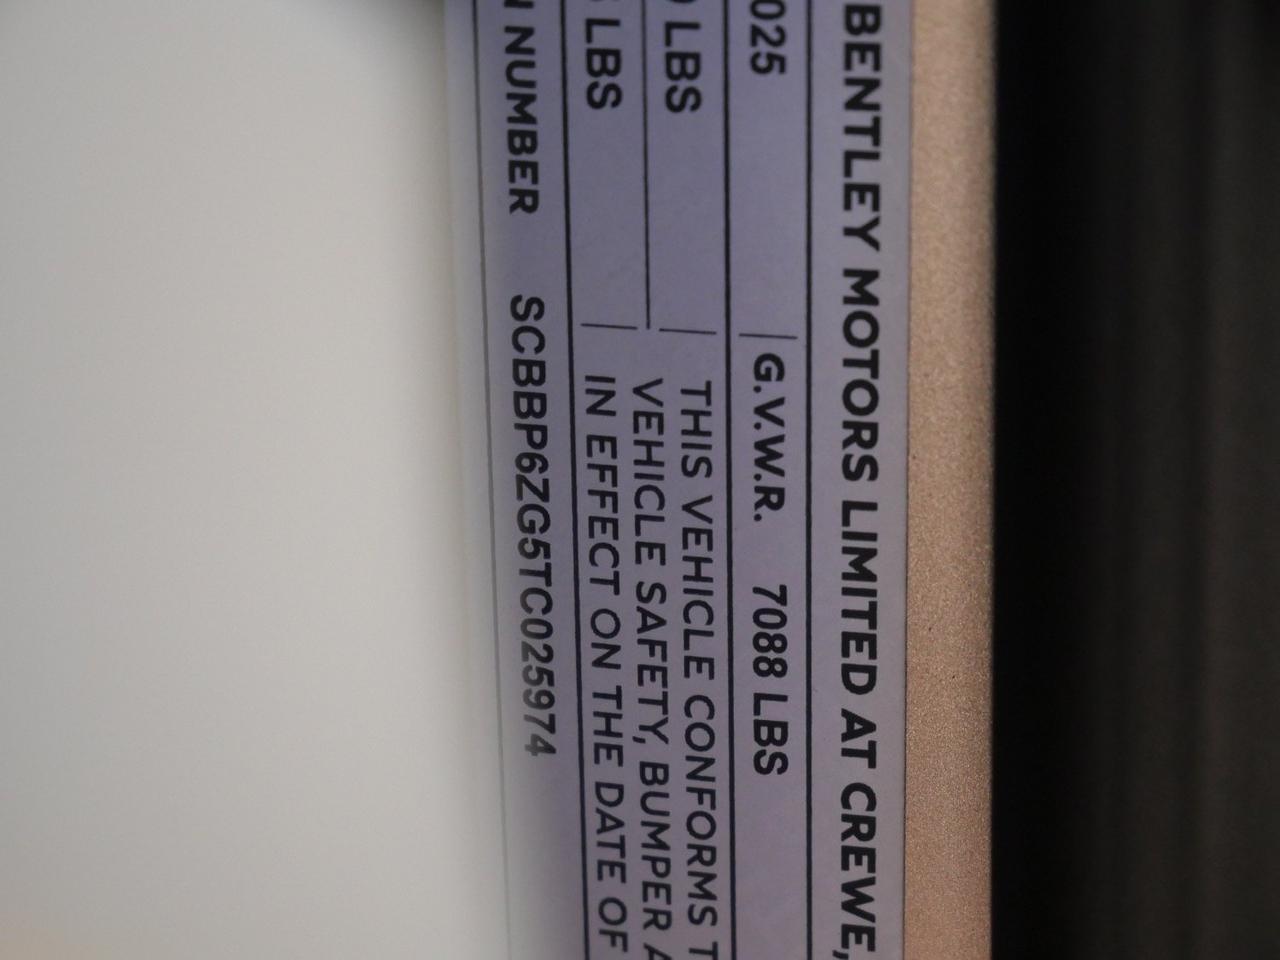 BENTLEY MOTORS LIMITED AT CREWE,
025 G.V.W.R. 7088 LBS
LBS THIS VEHICLE CONFORMS T
VEHICLE SAFETY, BUMPER A
LBS IN EFFECT ON THE DATE OF
N NUMBER SCBBP6ZG5TC025974